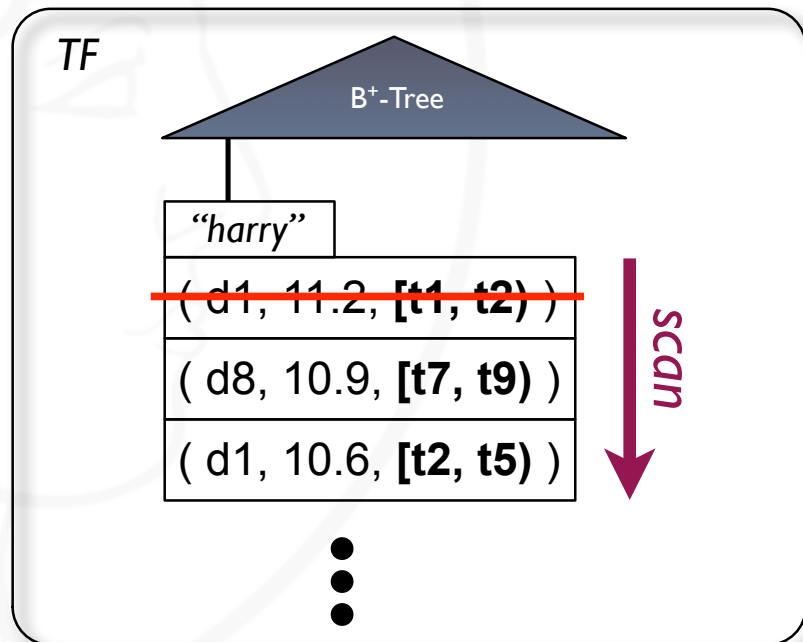 TF
B+-Tree
“harry”
( d1, 11.2, [t1, t2) )
( d8, 10.9, [t7, t9) )
( d1, 10.6, [t2, t5) )
scan